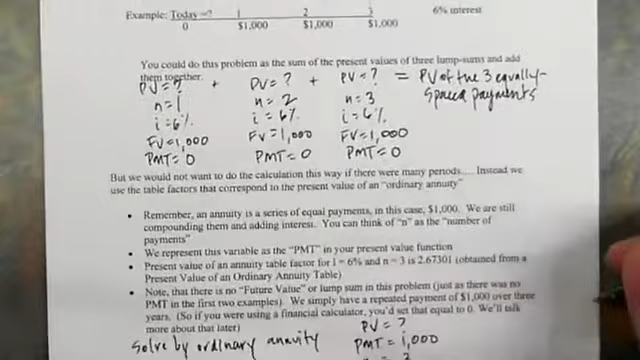 Example: Today =? 1 2 3 6% interest
0 $1,000 $1,000 $1,000
You could do this problem as the sum of the present values of three lump-sums and add
them together.
PV=? + PV=? + PV=? = PV of the 3 equally-
n=1 n=2 n=3 spaced payments
i=6% i=6% i=6%
FV=1,000 FV=1,000 FV=1,000
PMT=0 PMT=0 PMT=0
But we would not want to do the calculation this way if there were many periods…. Instead we
use the table factors that correspond to the present value of an "ordinary annuity"
• Remember, an annuity is a series of equal payments, in this case, $1,000. We are still
compounding them and adding interest. You can think of "n" as the "number of
payments"
• We represent this variable as the "PMT" in your present value function
• Present value of an annuity table factor for i = 6% and n = 3 is 2.67301 (obtained from a
Present Value of an Ordinary Annuity Table)
• Note, that there is no "Future Value" or lump sum in this problem (just as there was no
PMT in the first two examples). We simply have a repeated payment of $1,000 over three
years. (So if you were using a financial calculator, you'd set that equal to 0. We'll talk
more about that later)
Solve by ordinary annuity PV=?
PMT=1,000